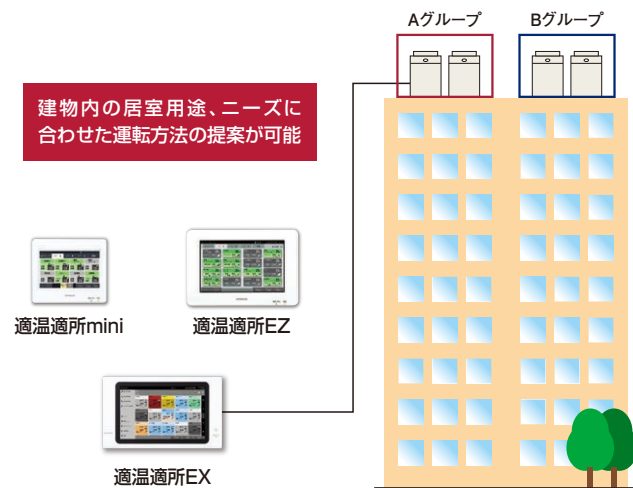 Aグループ
Bグループ
建物内の居室用途、ニーズに
合わせた運転方法の提案が可能
適温適所mini
適温適所EZ
適温適所EX